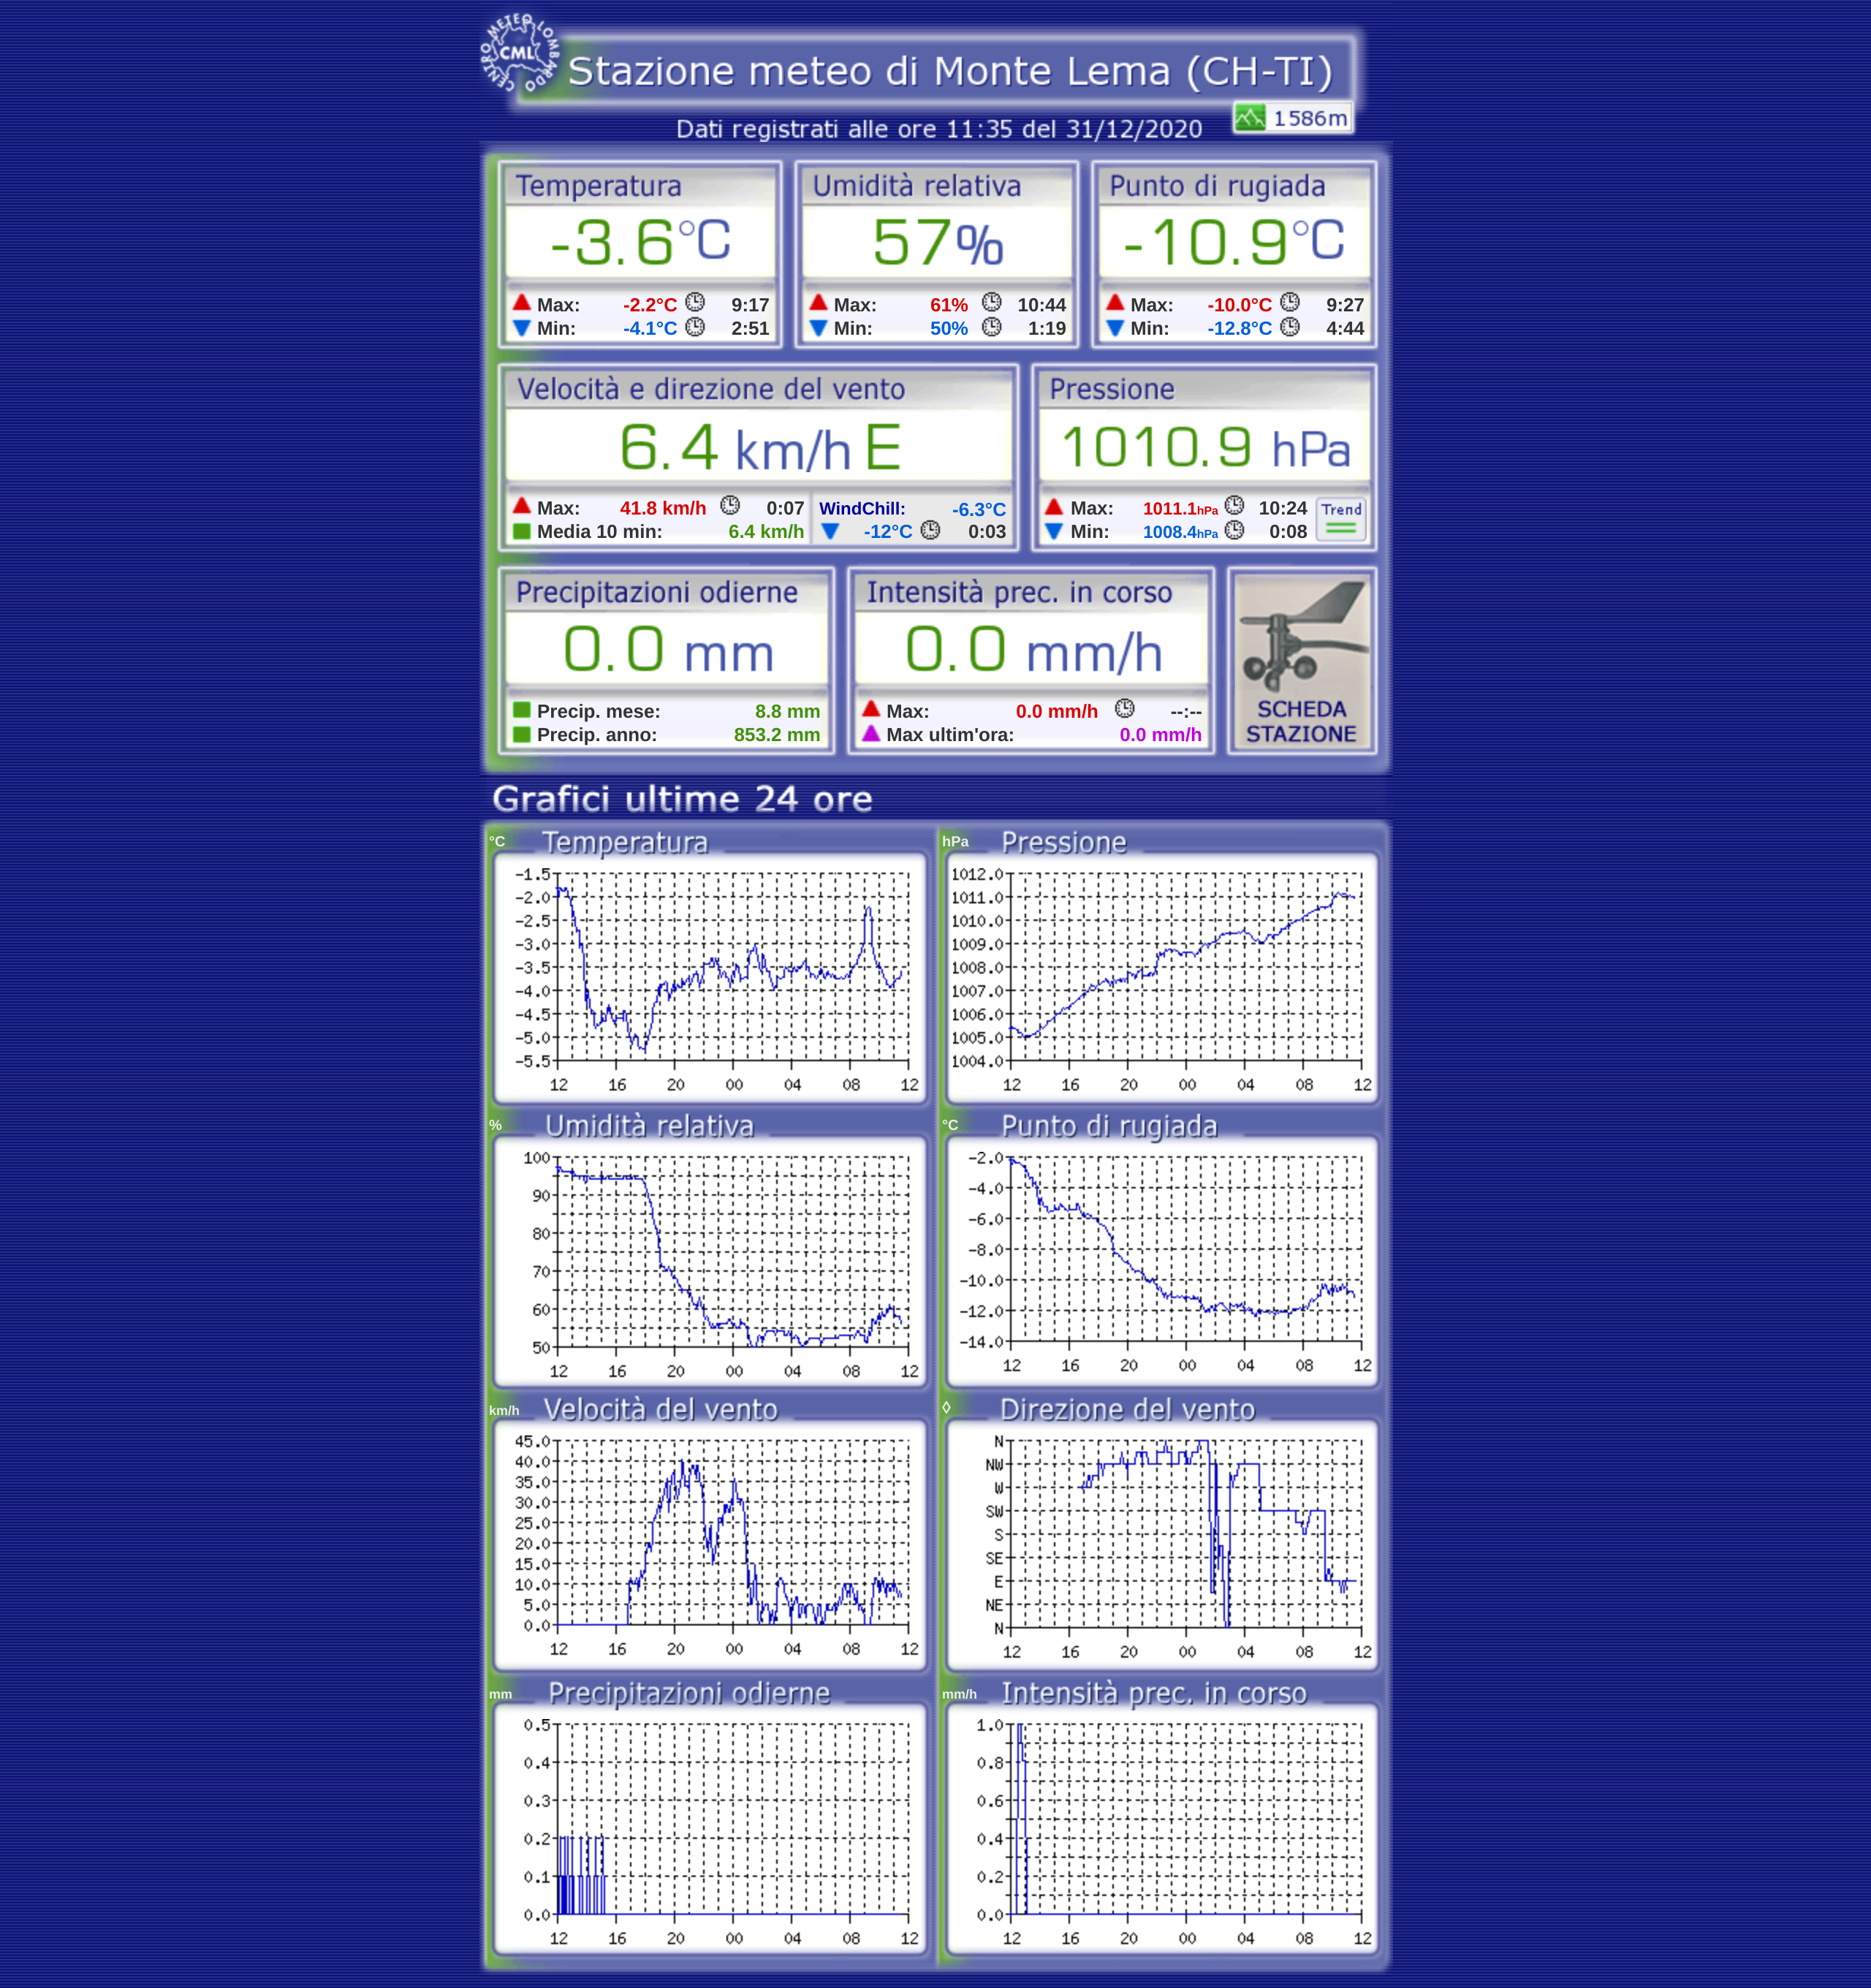 CENTRO METEO LOMBARDO
CML
Stazione meteo di Monte Lema (CH-TI)
1586m
Dati registrati alle ore 11:35 del 31/12/2020
Temperatura
-3.6°C
Max: -2.2°C 9:17
Min: -4.1°C 2:51
Umidità relativa
57%
Max: 61% 10:44
Min: 50% 1:19
Punto di rugiada
-10.9°C
Max: -10.0°C 9:27
Min: -12.8°C 4:44
Velocità e direzione del vento
6.4 km/h E
Max: 41.8 km/h 0:07
Media 10 min: 6.4 km/h
WindChill: -6.3°C
-12°C 0:03
Pressione
1010.9 hPa
Max: 1011.1hPa 10:24
Min: 1008.4hPa 0:08
Trend
Precipitazioni odierne
0.0 mm
Precip. mese: 8.8 mm
Precip. anno: 853.2 mm
Intensità prec. in corso
0.0 mm/h
Max: 0.0 mm/h --:--
Max ultim'ora: 0.0 mm/h
SCHEDA
STAZIONE
Grafici ultime 24 ore
°C Temperatura
-1.5
-2.0
-2.5
-3.0
-3.5
-4.0
-4.5
-5.0
-5.5
12 16 20 00 04 08 12
hPa Pressione
1012.0
1011.0
1010.0
1009.0
1008.0
1007.0
1006.0
1005.0
1004.0
12 16 20 00 04 08 12
% Umidità relativa
100
90
80
70
60
50
12 16 20 00 04 08 12
°C Punto di rugiada
-2.0
-4.0
-6.0
-8.0
-10.0
-12.0
-14.0
12 16 20 00 04 08 12
km/h Velocità del vento
45.0
40.0
35.0
30.0
25.0
20.0
15.0
10.0
5.0
0.0
12 16 20 00 04 08 12
◊ Direzione del vento
N
NW
W
SW
S
SE
E
NE
N
12 16 20 00 04 08 12
mm Precipitazioni odierne
0.5
0.4
0.3
0.2
0.1
0.0
12 16 20 00 04 08 12
mm/h Intensità prec. in corso
1.0
0.8
0.6
0.4
0.2
0.0
12 16 20 00 04 08 12